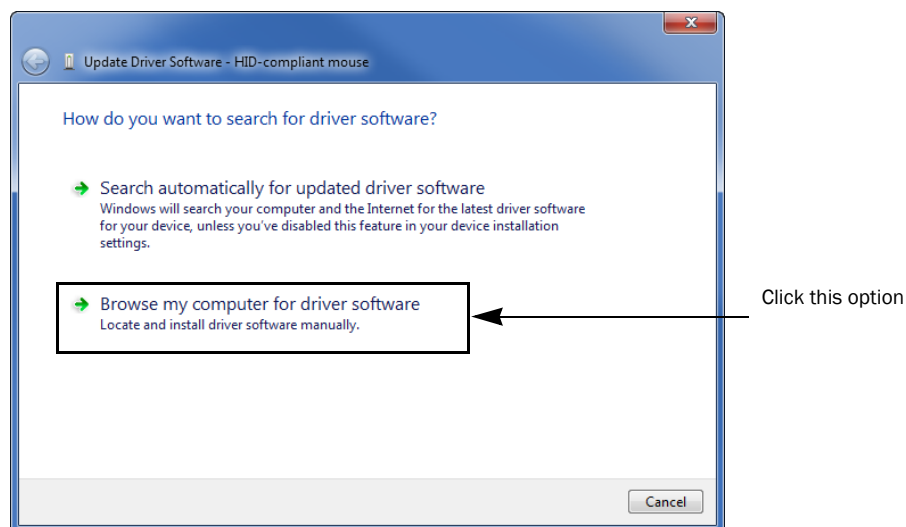 x
Update Driver Software - HID-compliant mouse
How do you want to search for driver software?
Search automatically for updated driver software
Windows will search your computer and the Internet for the latest driver software
for your device, unless you've disabled this feature in your device installation
settings.
Browse my computer for driver software
Locate and install driver software manually.
Click this option
Cancel